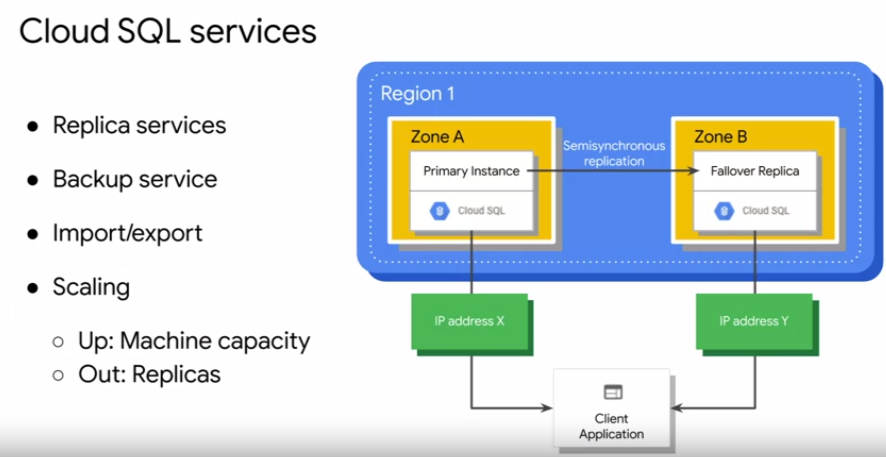 Cloud SQL services
● Replica services
● Backup service
● Import/export
● Scaling
○ Up: Machine capacity
○ Out: Replicas
Region 1
Zone A
Primary Instance
Cloud SQL
Semisynchronous
replication
Zone B
Fallover Replica
Cloud SQL
IP address X
IP address Y
Client
Application